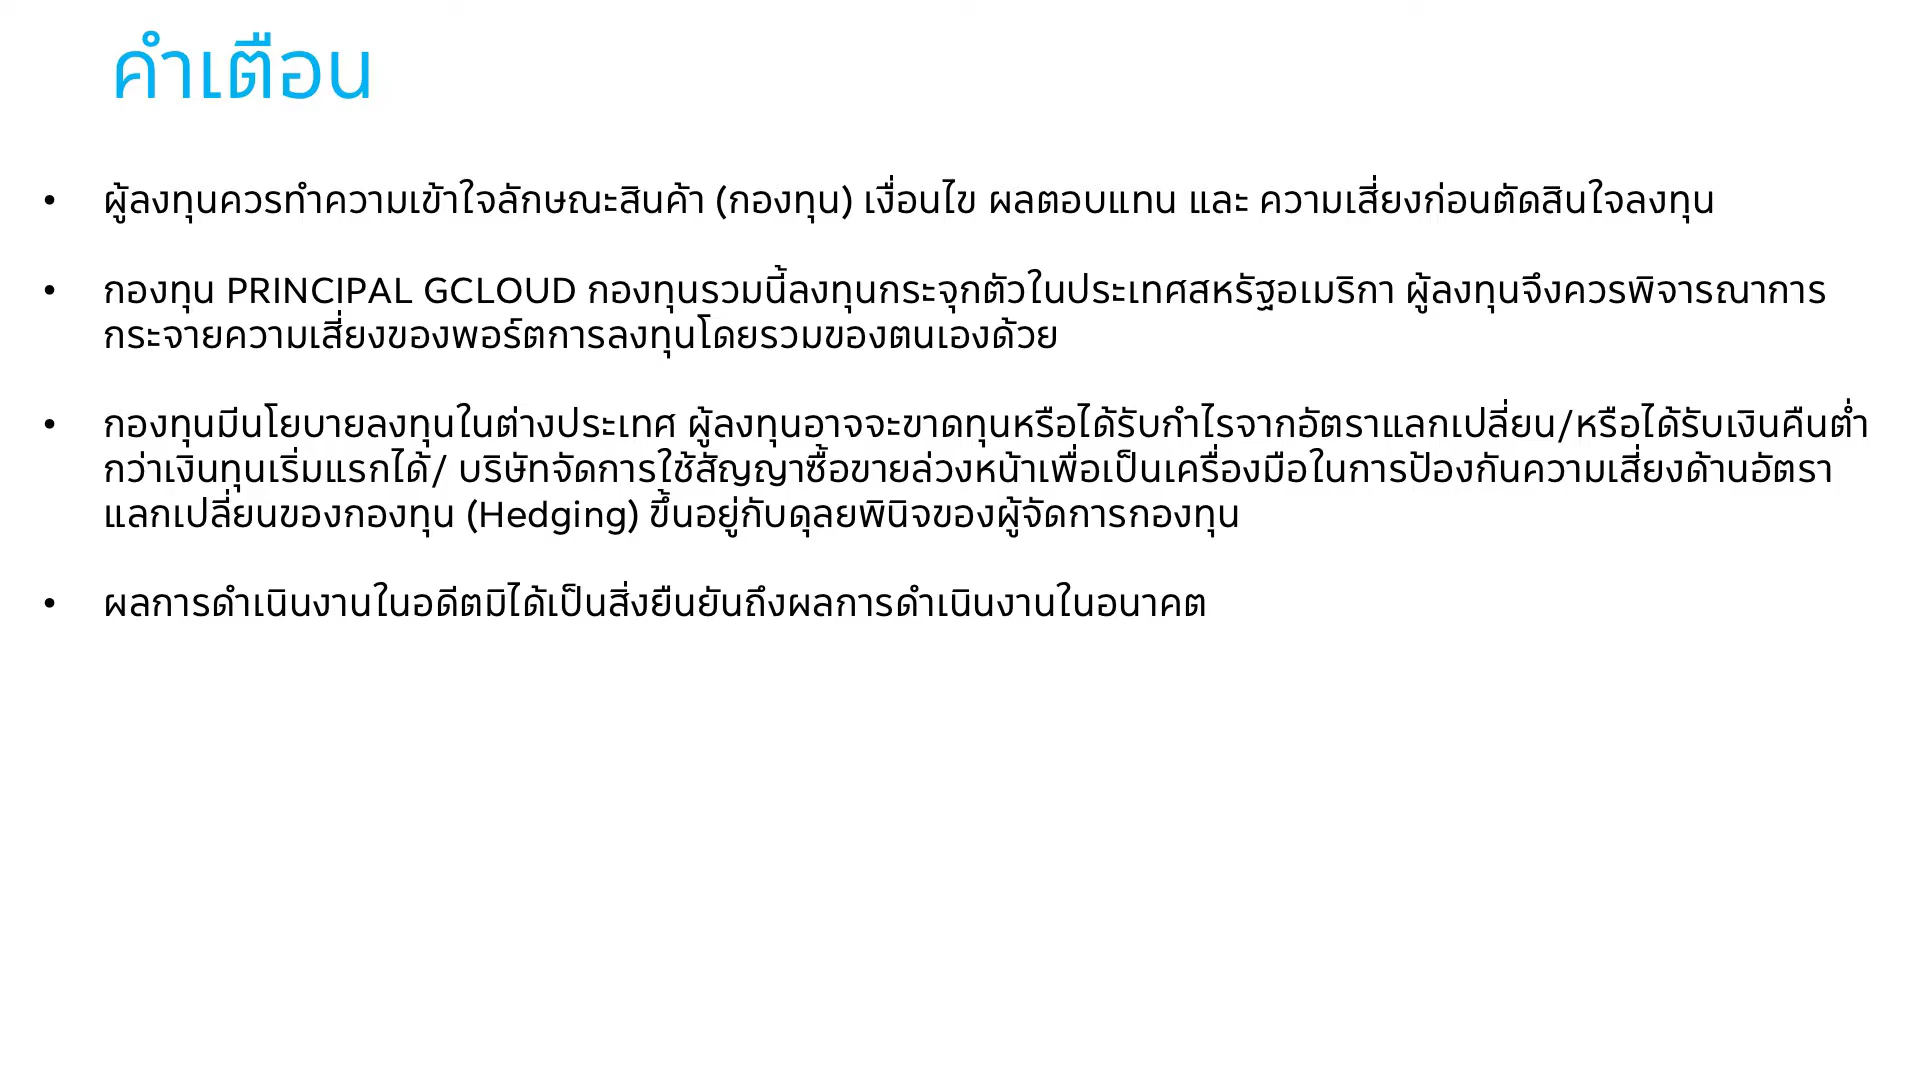 คำเตือน
• ผู้ลงทุนควรทำความเข้าใจลักษณะสินค้า (กองทุน) เงื่อนไข ผลตอบแทน และ ความเสี่ยงก่อนตัดสินใจลงทุน
• กองทุน PRINCIPAL GCLOUD กองทุนรวมนี้ลงทุนกระจุกตัวในประเทศสหรัฐอเมริกา ผู้ลงทุนจึงควรพิจารณาการ
กระจายความเสี่ยงของพอร์ตการลงทุนโดยรวมของตนเองด้วย
• กองทุนมีนโยบายลงทุนในต่างประเทศ ผู้ลงทุนอาจจะขาดทุนหรือได้รับกำไรจากอัตราแลกเปลี่ยน/หรือได้รับเงินคืนต่ำ
กว่าเงินทุนเริ่มแรกได้/ บริษัทจัดการใช้สัญญาซื้อขายล่วงหน้าเพื่อเป็นเครื่องมือในการป้องกันความเสี่ยงด้านอัตรา
แลกเปลี่ยนของกองทุน (Hedging) ขึ้นอยู่กับดุลยพินิจของผู้จัดการกองทุน
• ผลการดำเนินงานในอดีตมิได้เป็นสิ่งยืนยันถึงผลการดำเนินงานในอนาคต